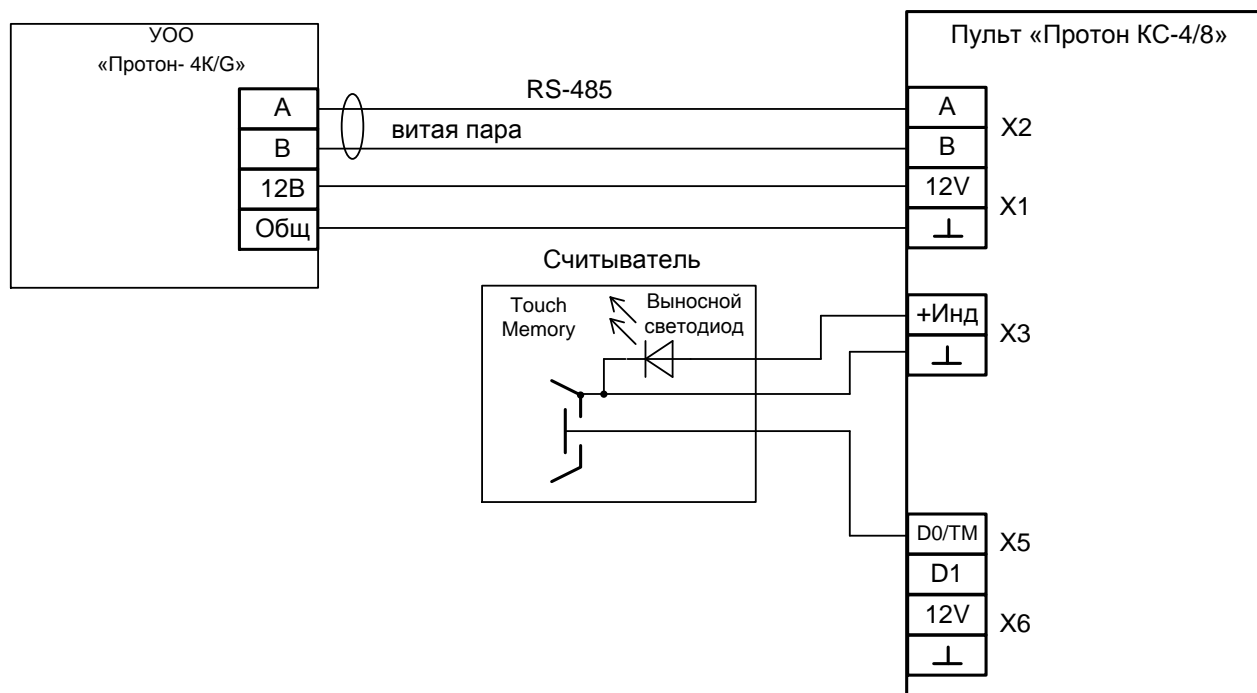 УОО
«Протон- 4К/G»
Пульт «Протон КС-4/8»
A
B
12В
Общ
RS-485
витая пара
A
B
12V
X2
X1
Считыватель
Touch
Memory
Выносной
светодиод
+Инд
X3
D0/TM
D1
12V
X5
X6